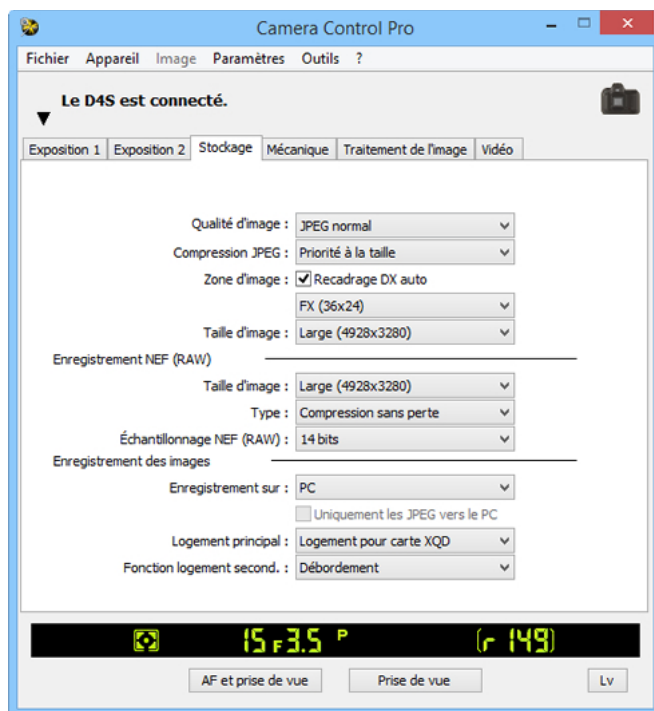 Camera Control Pro
Fichier Appareil Image Paramètres Outils ?
Le D4S est connecté.
Exposition 1 Exposition 2 Stockage Mécanique Traitement de l'image Vidéo
Qualité d'image : JPEG normal
Compression JPEG : Priorité à la taille
Zone d'image : Recadrage DX auto
FX (36x24)
Taille d'image : Large (4928x3280)
Enregistrement NEF (RAW)
Taille d'image : Large (4928x3280)
Type : Compression sans perte
Échantillonnage NEF (RAW) : 14 bits
Enregistrement des images
Enregistrement sur : PC
Uniquement les JPEG vers le PC
Logement principal : Logement pour carte XQD
Fonction logement second. : Débordement
15 F3.5 P (r 149)
AF et prise de vue Prise de vue Lv